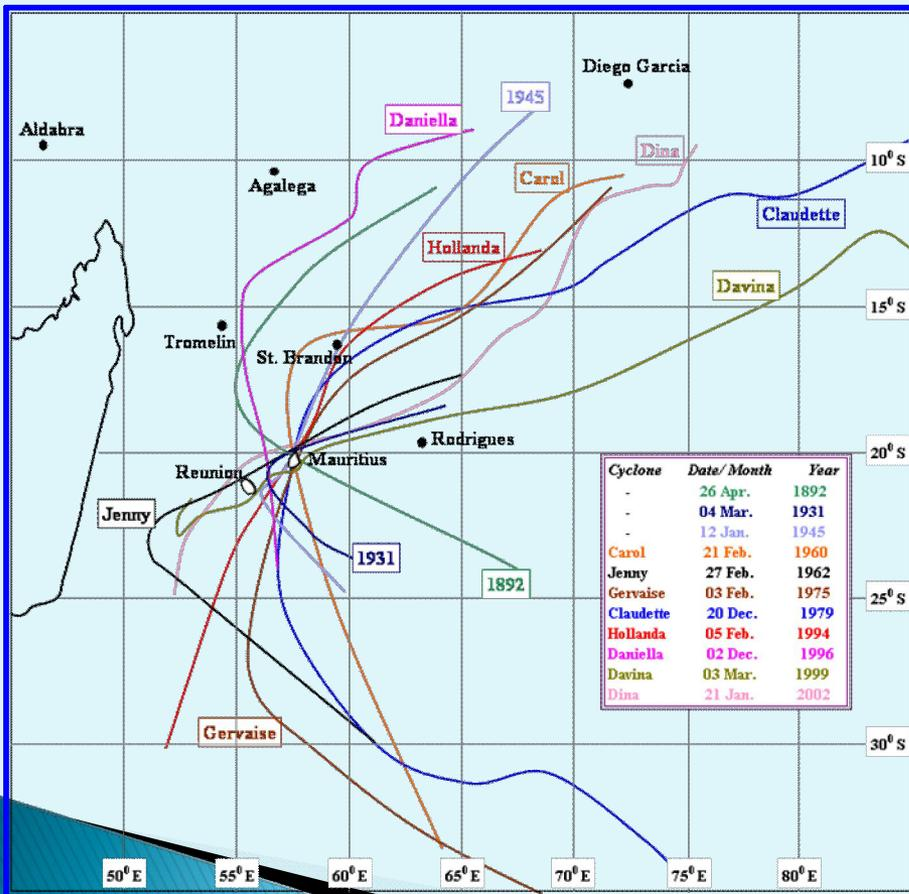 Diego Garcia
1945
Daniella
Aldabra
Dina
10⁰ S
Carol
Agalega
Claudette
Hollanda
Davina
15⁰ S
Tromelin
St. Brandon
Rodrigues
20⁰ S
Mauritius
Reunion
Cyclone Date/ Month Year
- 26 Apr. 1892
- 04 Mar. 1931
- 12 Jan. 1945
Carol 21 Feb. 1960
Jenny 27 Feb. 1962
Gervaise 03 Feb. 1975
Claudette 20 Dec. 1979
Hollanda 05 Feb. 1994
Daniella 02 Dec. 1996
Davina 03 Mar. 1999
Dina 21 Jan. 2002
Jenny
1931
1892
25⁰ S
Gervaise
30⁰ S
50⁰ E 55⁰ E 60⁰ E 65⁰ E 70⁰ E 75⁰ E 80⁰ E